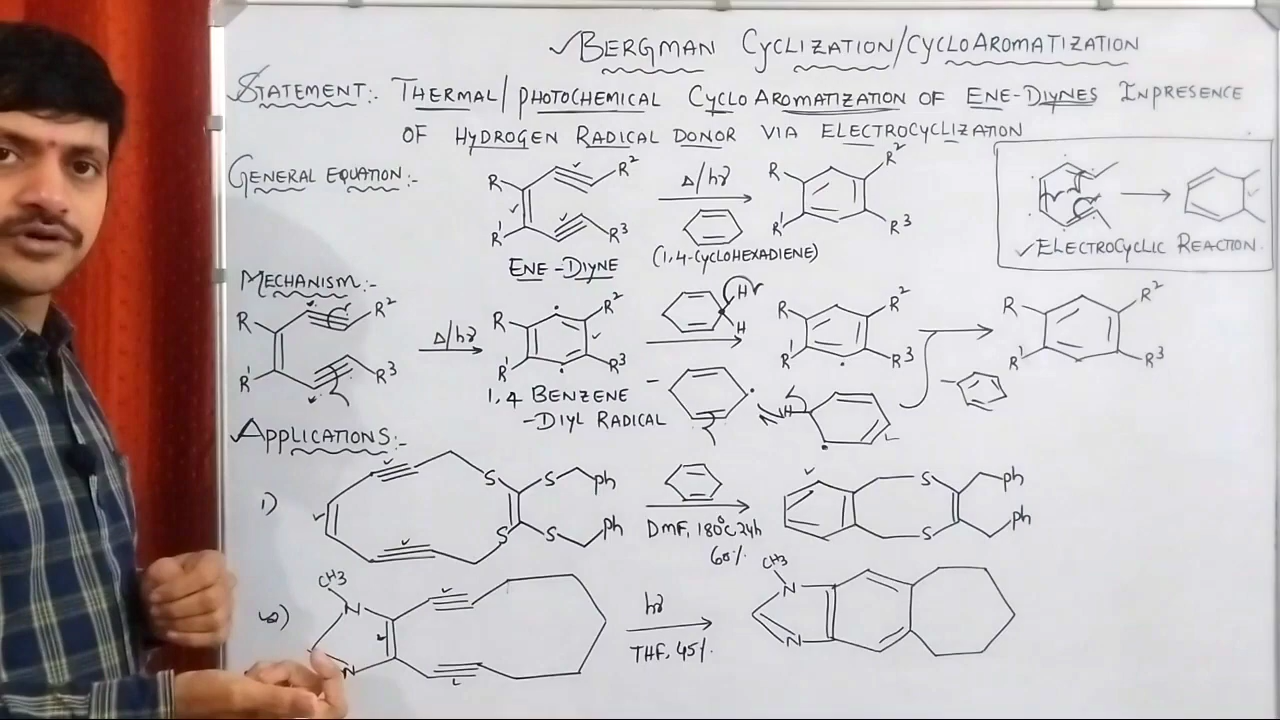 ✓BERGMAN CYCLIZATION/CYCLOAROMATIZATION
STATEMENT:- THERMAL/PHOTOCHEMICAL CYCLOAROMATIZATION OF ENE-DIYNES IN PRESENCE
OF HYDROGEN RADICAL DONOR VIA ELECTROCYCLIZATION
GENERAL EQUATION:-
R R² Δ/hν R R²
R¹ R³ R¹ R³
ENE-DIYNE (1,4-CYCLOHEXADIENE)
✓ELECTROCYCLIC REACTION.
MECHANISM:-
R R² Δ/hν R R² H H R R² R R²
R¹ R³ R¹ R³ R¹ R³ R¹ R³
1,4 BENZENE
-DIYL RADICAL
H
✓APPLICATIONS:-
1) S S ph S ph
S S ph S ph
DMF, 180°C 24h
60%.
2) CH3 N hν CH3 N
N THF, 45%. N